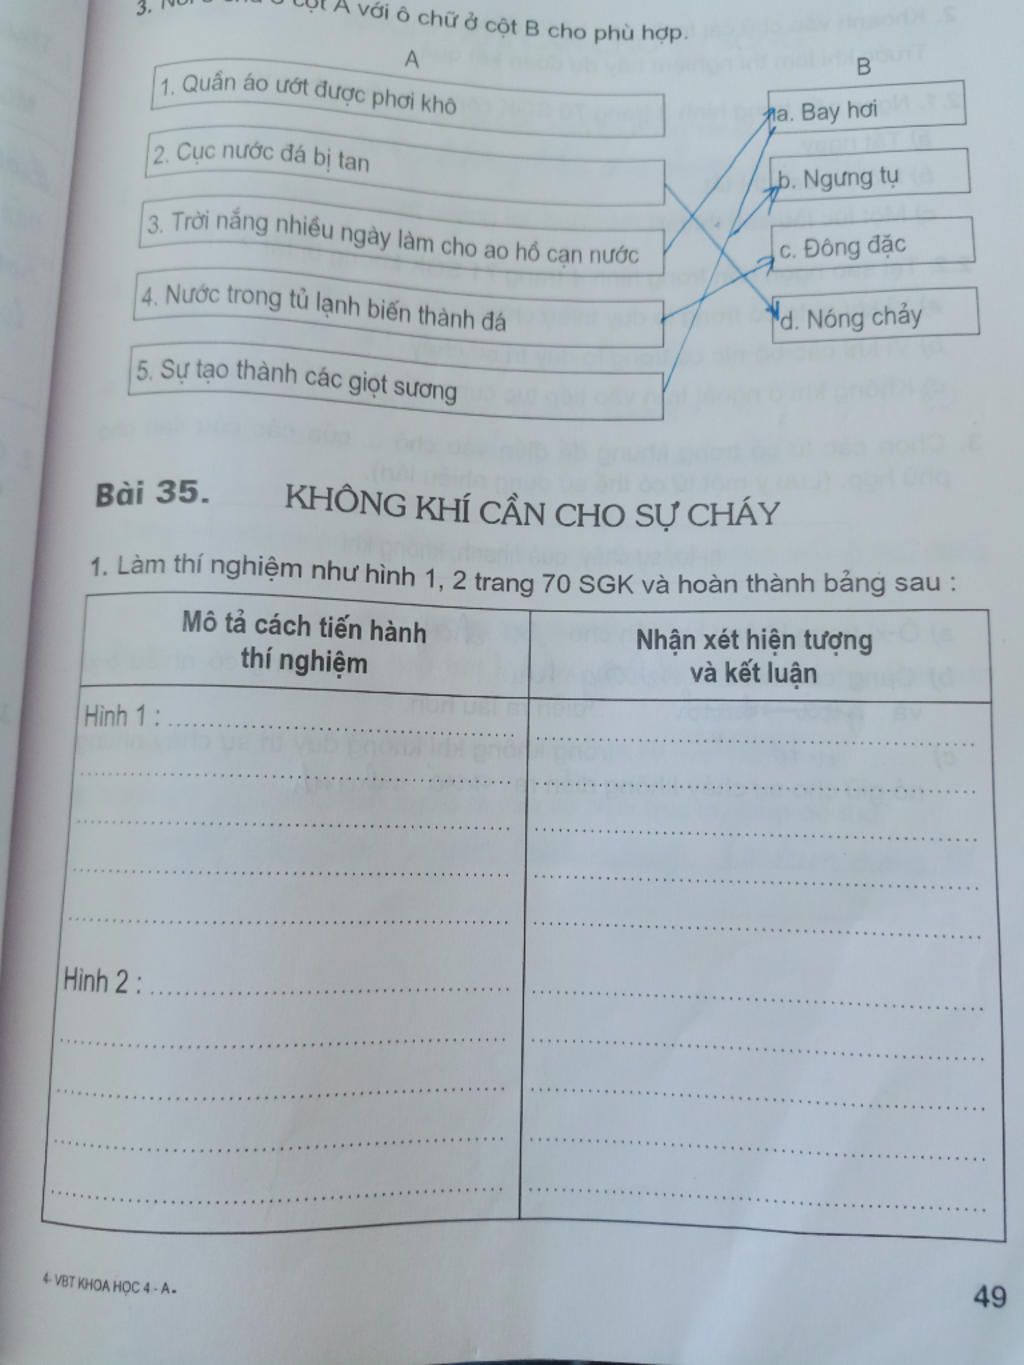 3. cột A với ô chữ ở cột B cho phù hợp.
A
B
1. Quần áo ướt được phơi khô
a. Bay hơi
2. Cục nước đá bị tan
b. Ngưng tụ
3. Trời nắng nhiều ngày làm cho ao hồ cạn nước
c. Đông đặc
4. Nước trong tủ lạnh biến thành đá
d. Nóng chảy
5. Sự tạo thành các giọt sương
Bài 35. KHÔNG KHÍ CẦN CHO SỰ CHÁY
1. Làm thí nghiệm như hình 1, 2 trang 70 SGK và hoàn thành bảng sau :
Mô tả cách tiến hành
thí nghiệm
Nhận xét hiện tượng
và kết luận
Hình 1 :
Hình 2 :
4- VBT KHOA HỌC 4 - A.
49